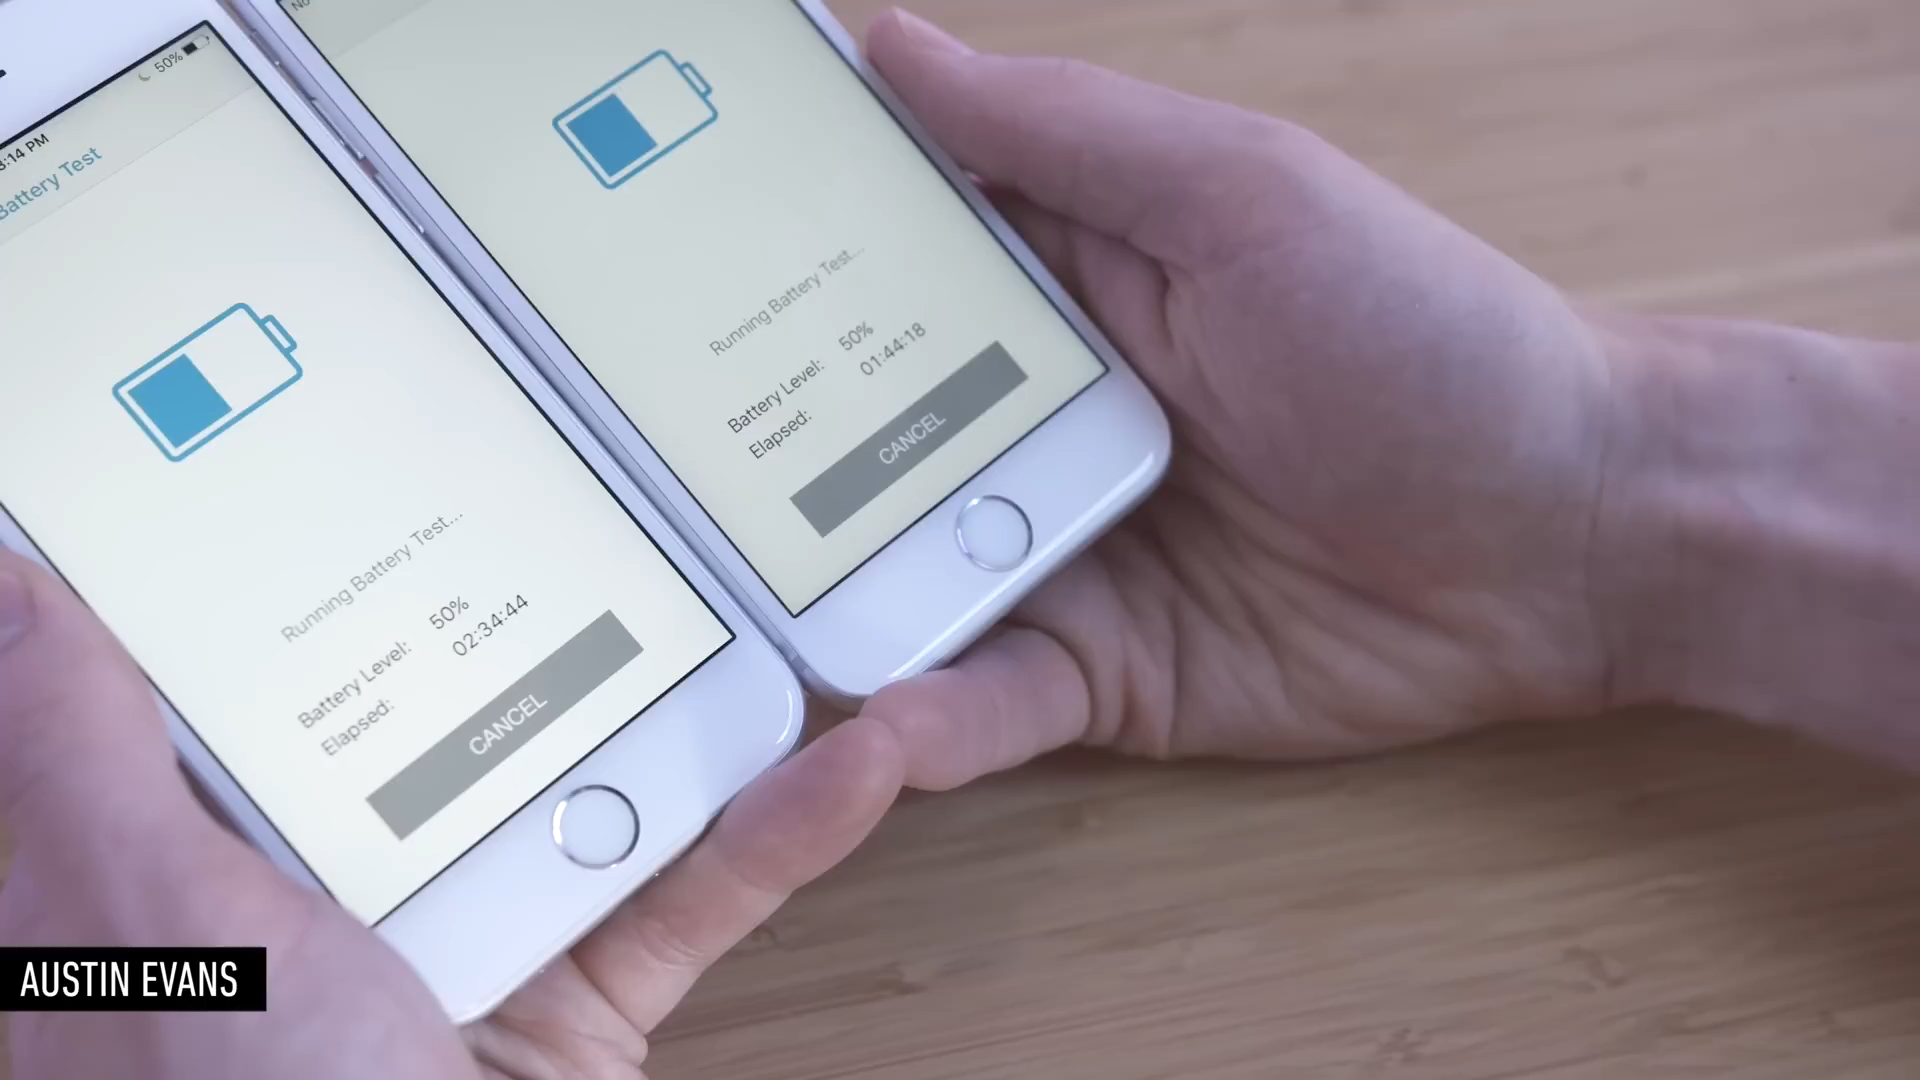 50%
3:14 PM
Battery Test
Running Battery Test...
Battery Level: 50%
Elapsed: 02:34:44
CANCEL
No
Running Battery Test...
Battery Level: 50%
Elapsed: 01:44:18
CANCEL
AUSTIN EVANS